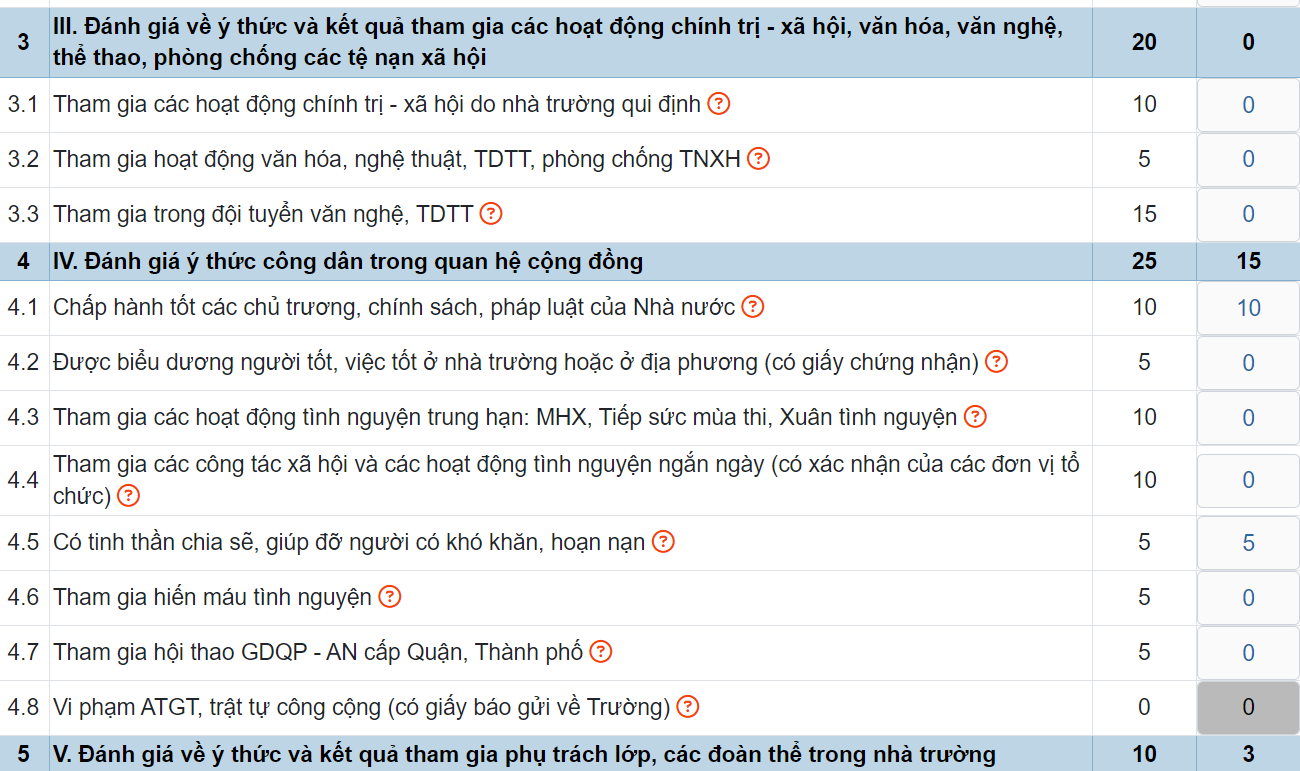 3 III. Đánh giá về ý thức và kết quả tham gia các hoạt động chính trị - xã hội, văn hóa, văn nghệ, 20 0
thể thao, phòng chống các tệ nạn xã hội
3.1 Tham gia các hoạt động chính trị - xã hội do nhà trường qui định ? 10 0
3.2 Tham gia hoạt động văn hóa, nghệ thuật, TDTT, phòng chống TNXH ? 5 0
3.3 Tham gia trong đội tuyển văn nghệ, TDTT ? 15 0
4 IV. Đánh giá ý thức công dân trong quan hệ cộng đồng 25 15
4.1 Chấp hành tốt các chủ trương, chính sách, pháp luật của Nhà nước ? 10 10
4.2 Được biểu dương người tốt, việc tốt ở nhà trường hoặc ở địa phương (có giấy chứng nhận) ? 5 0
4.3 Tham gia các hoạt động tình nguyện trung hạn: MHX, Tiếp sức mùa thi, Xuân tình nguyện ? 10 0
4.4 Tham gia các công tác xã hội và các hoạt động tình nguyện ngắn ngày (có xác nhận của các đơn vị tổ 10 0
chức) ?
4.5 Có tinh thần chia sẽ, giúp đỡ người có khó khăn, hoạn nạn ? 5 5
4.6 Tham gia hiến máu tình nguyện ? 5 0
4.7 Tham gia hội thao GDQP - AN cấp Quận, Thành phố ? 5 0
4.8 Vi phạm ATGT, trật tự công cộng (có giấy báo gửi về Trường) ? 0 0
5 V. Đánh giá về ý thức và kết quả tham gia phụ trách lớp, các đoàn thể trong nhà trường 10 3